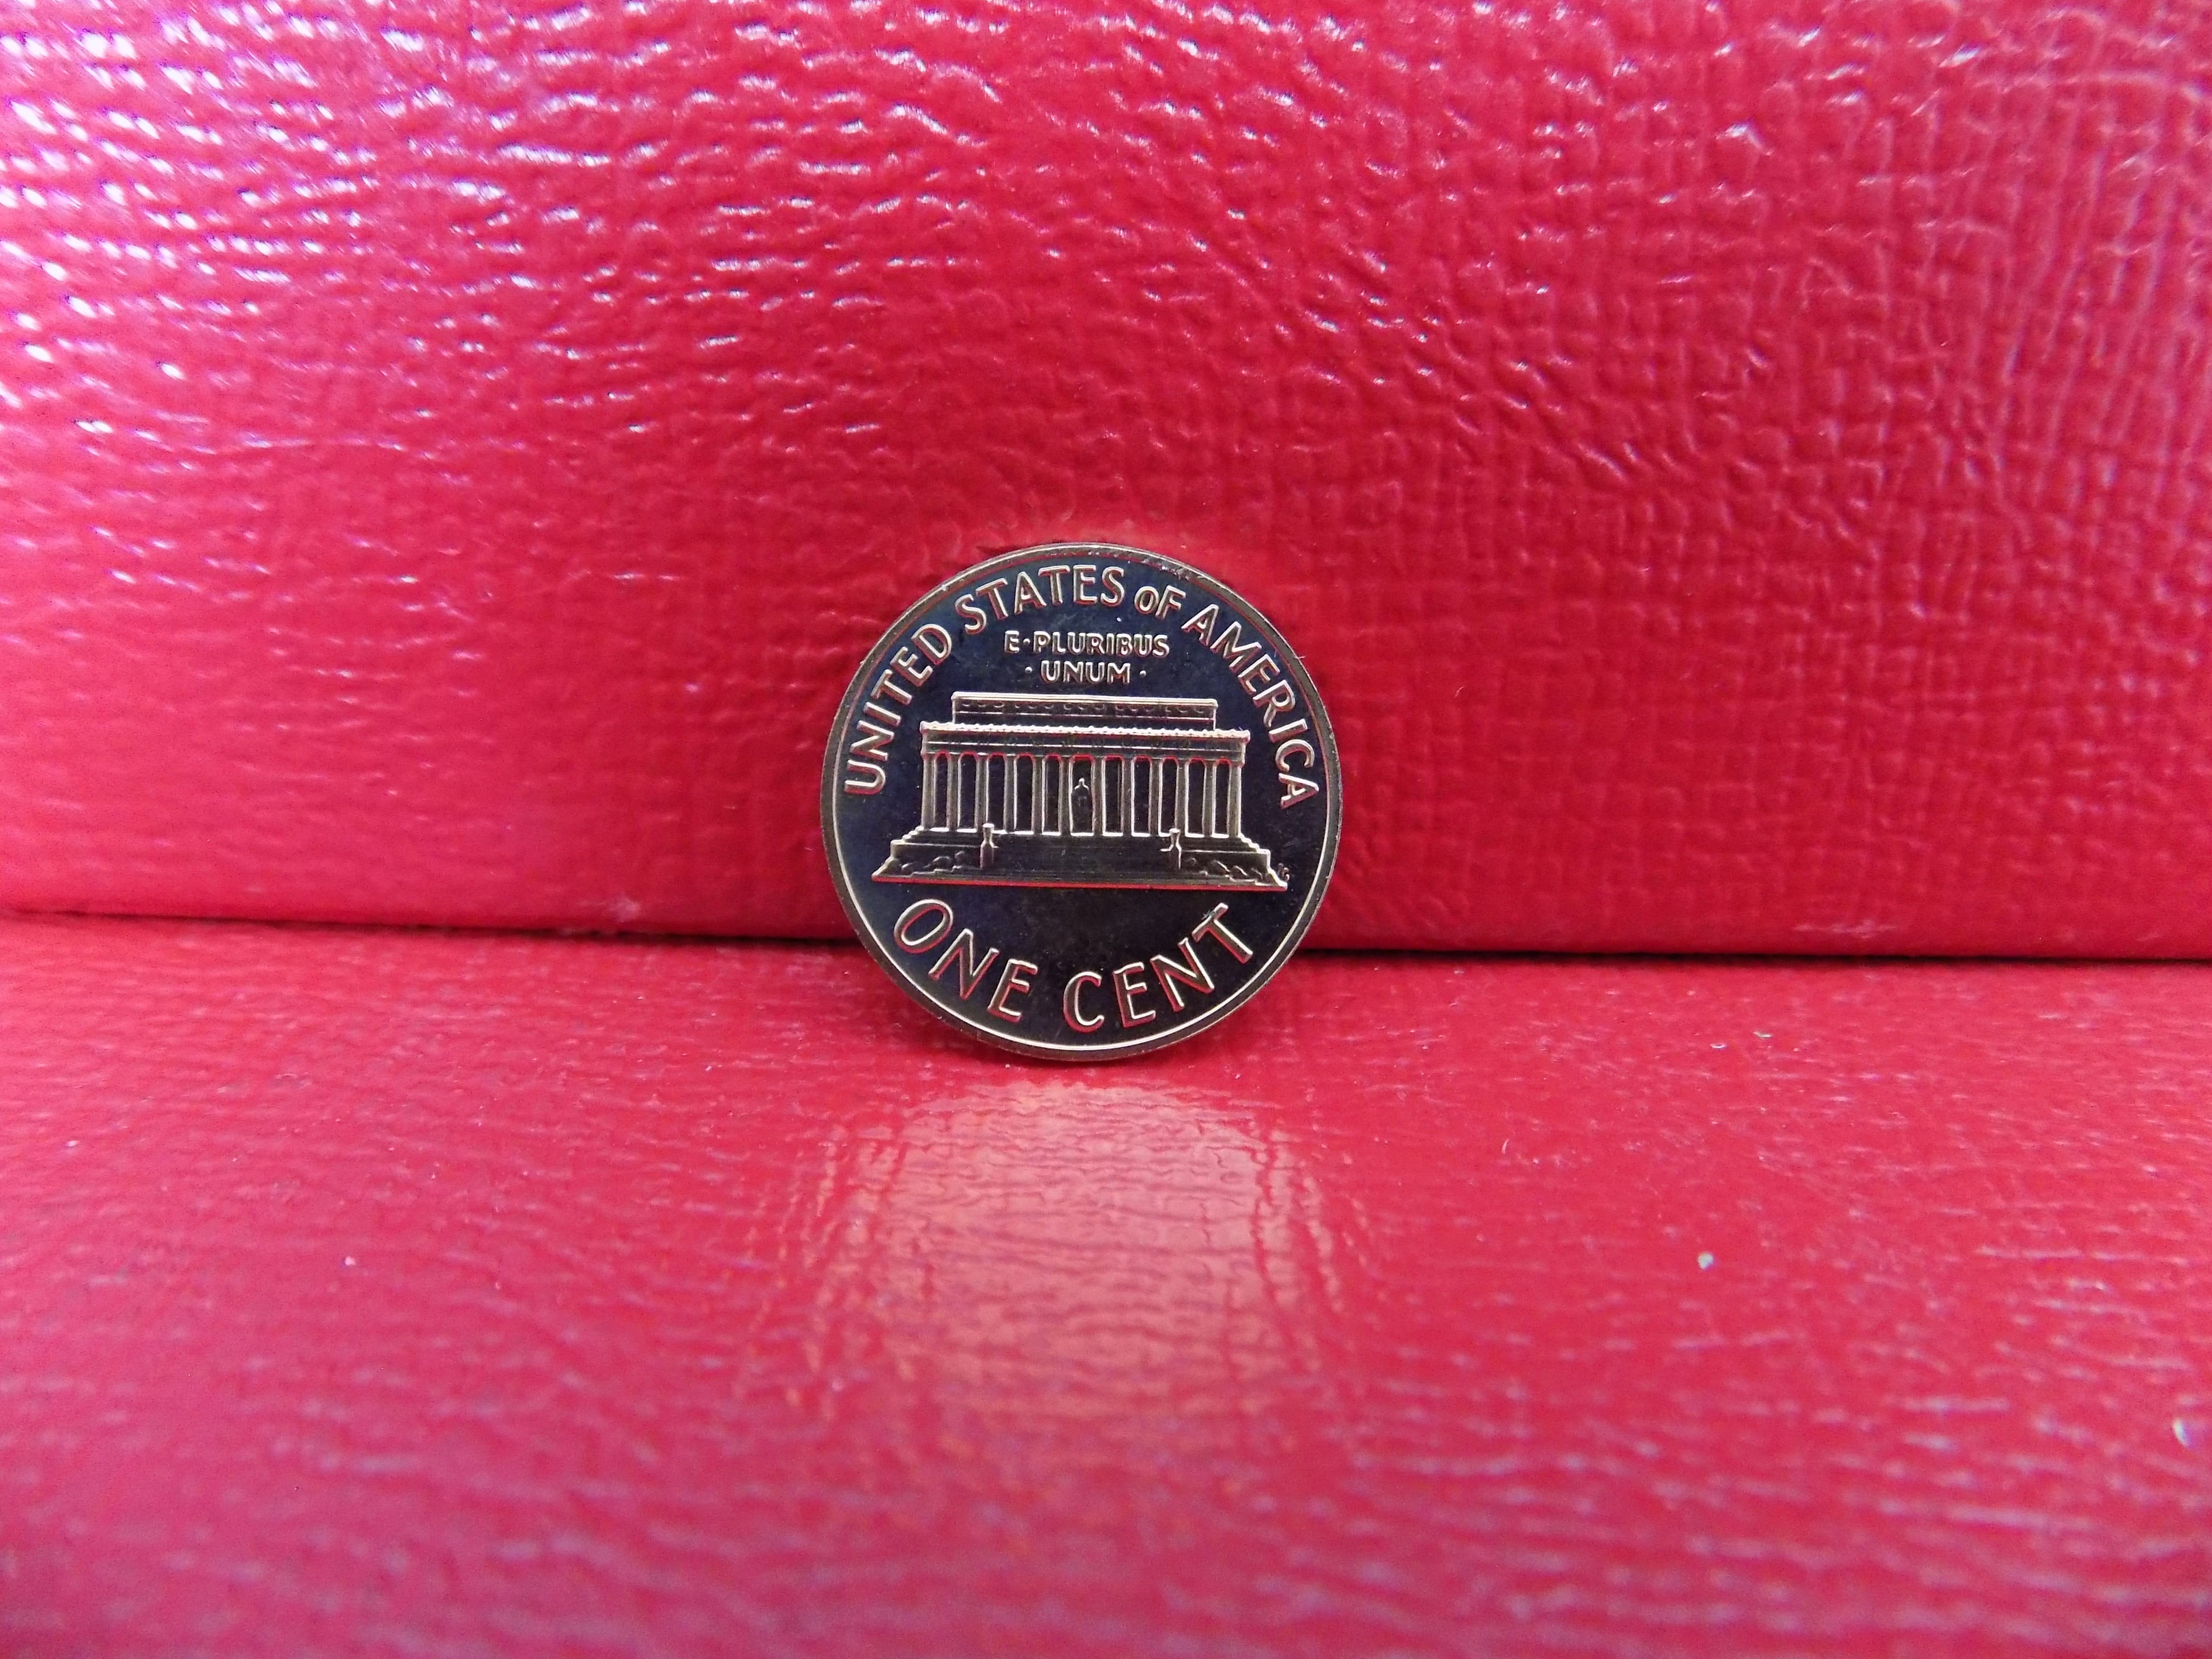 UNITED STATES OF AMERICA
E·PLURIBUS
·UNUM·
ONE CENT